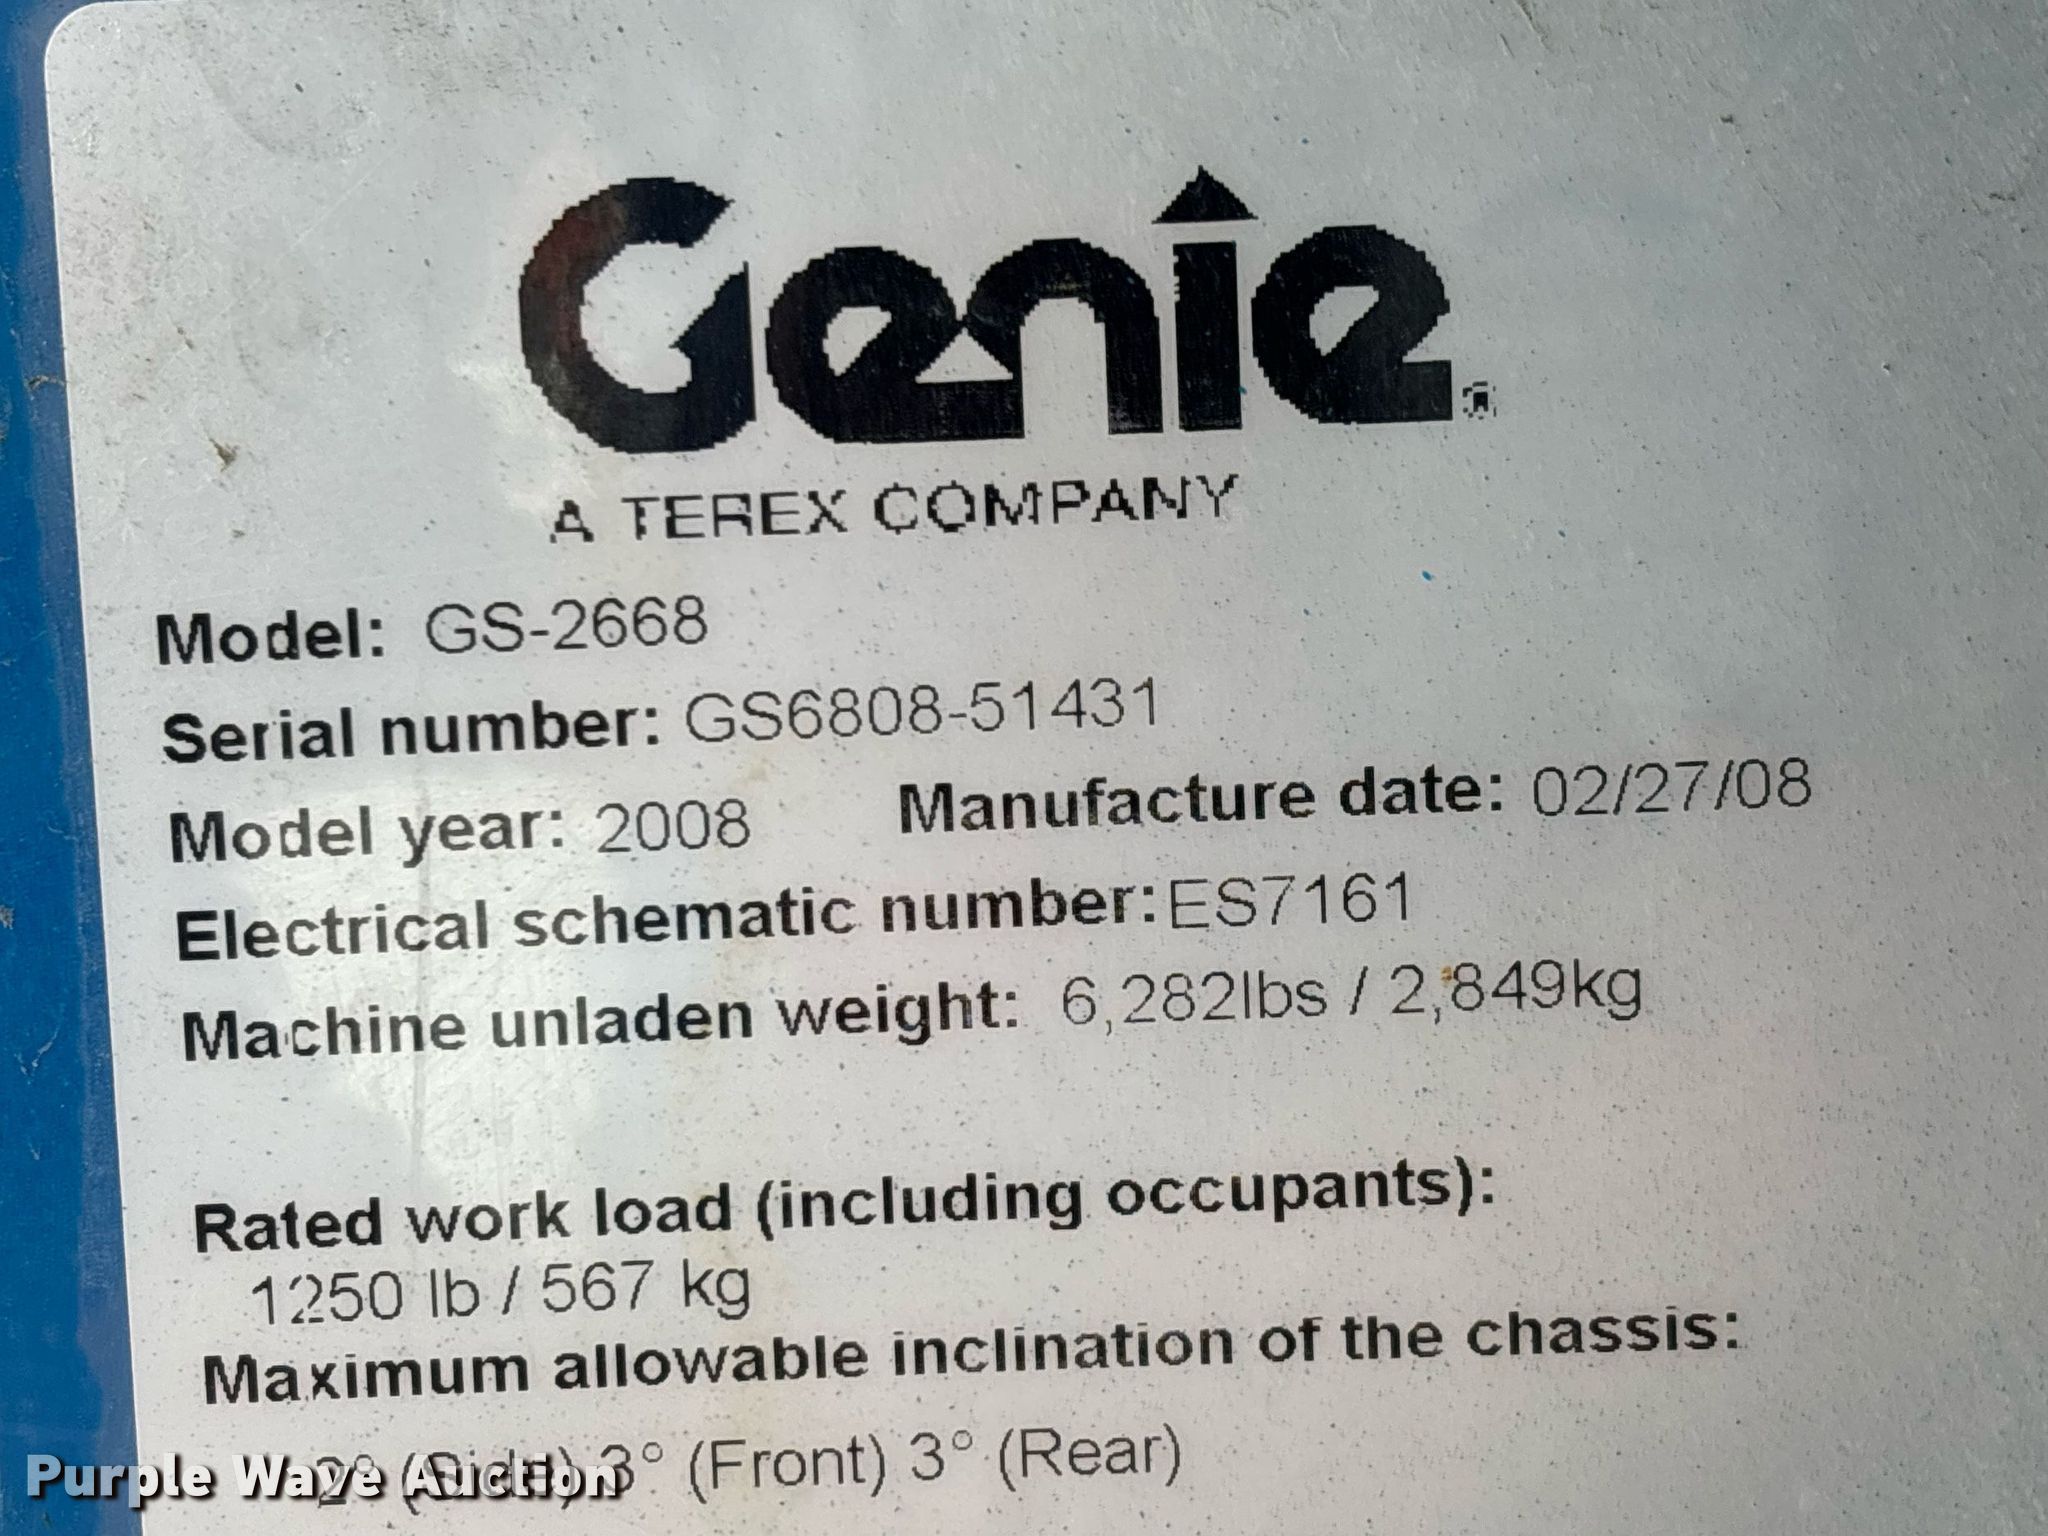 Genie®
A TEREX COMPANY
Model: GS-2668
Serial number: GS6808-51431
Model year: 2008 Manufacture date: 02/27/08
Electrical schematic number:ES7161
Machine unladen weight: 6,282lbs / 2,849kg
Rated work load (including occupants):
1250 lb / 567 kg
Maximum allowable inclination of the chassis:
2° (Side) 3° (Front) 3° (Rear)
Purple Wave Auction